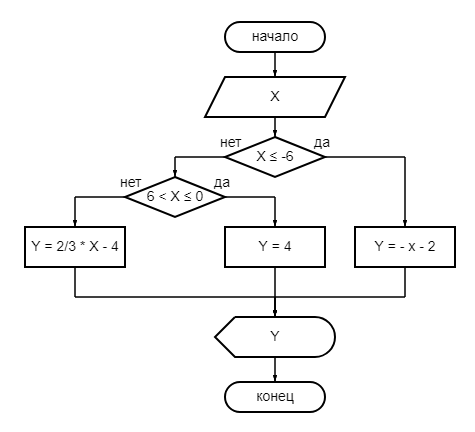 начало
X
нет
да
X ≤ -6
нет
да
6 < X ≤ 0
Y = 2/3 * X - 4
Y = 4
Y = - x - 2
Y
конец